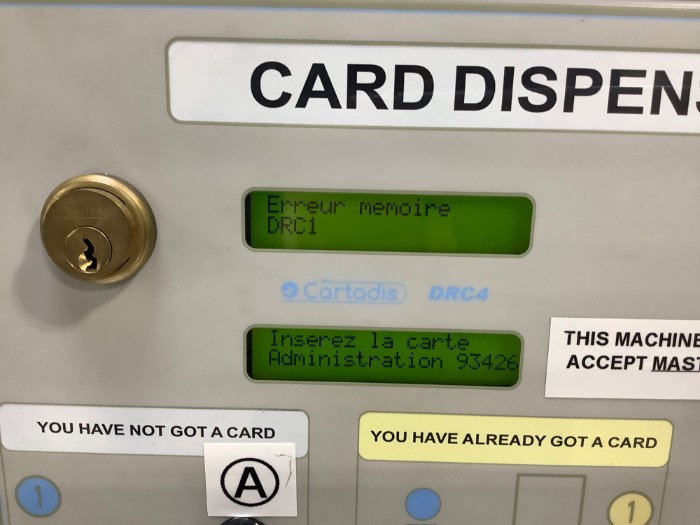 CARD DISPENS
Erreur memoire
DRC1
Cartadis DRC4
Inserez la carte
Administration 93426
THIS MACHINE
ACCEPT MAST
YOU HAVE NOT GOT A CARD
YOU HAVE ALREADY GOT A CARD
1
A
1